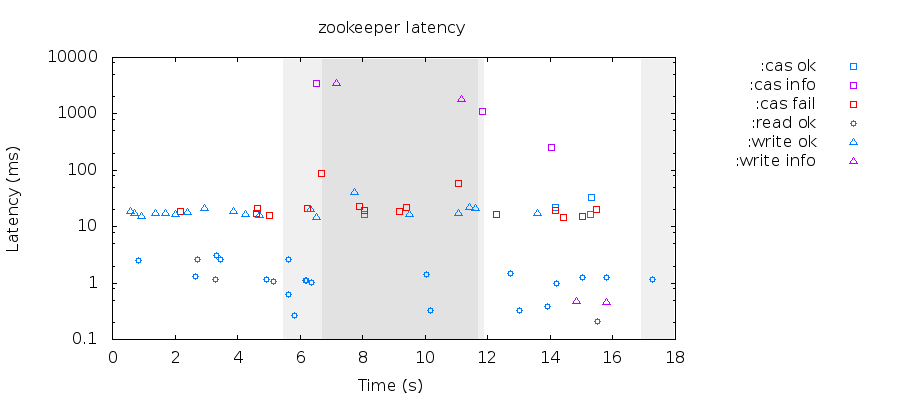 zookeeper latency
10000
1000
100
10
1
0.1
Latency (ms)
0 2 4 6 8 10 12 14 16 18
Time (s)
:cas ok
:cas info
:cas fail
:read ok
:write ok
:write info